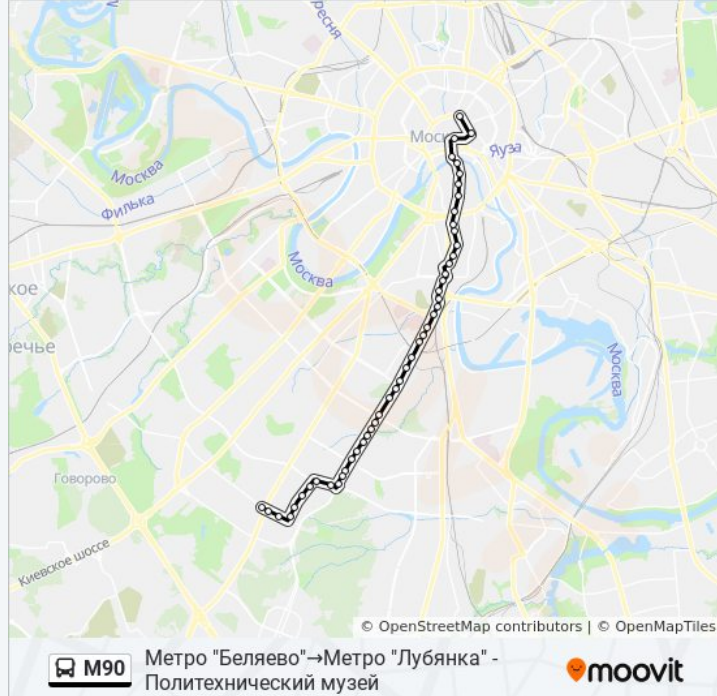 ресня
Москва
Яуза
Москва
Филька
Москва
кое
речье
Москва
Говорово
Киевское шоссе
© OpenStreetMap contributors | © OpenMapTiles
M90
Метро "Беляево"→Метро "Лубянка" -
Политехнический музей
moovit